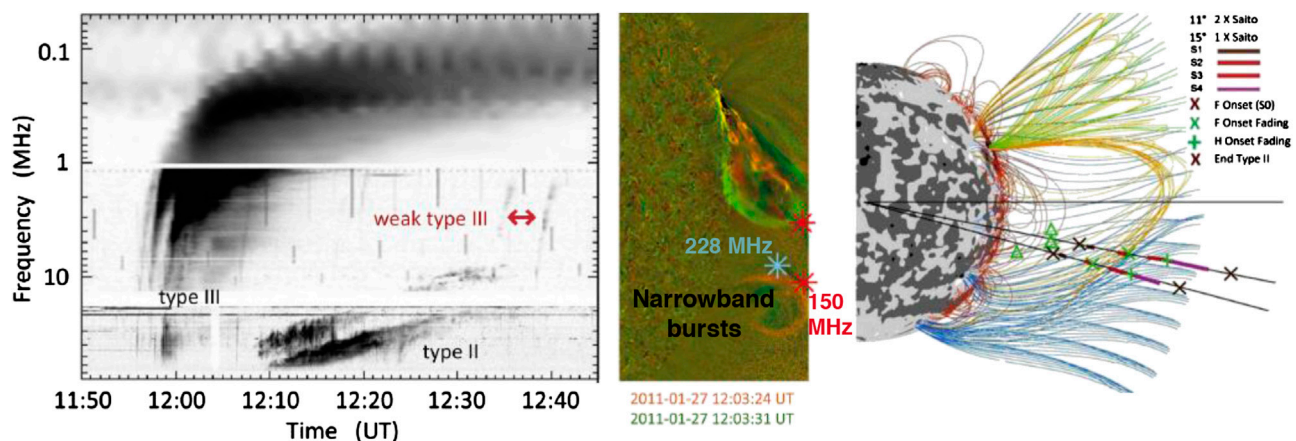 0.1
1
10
Frequency (MHz)
weak type III
type III
type II
11:50 12:00 12:10 12:20 12:30 12:40
Time (UT)
228 MHz
Narrowband
bursts
150
MHz
2011-01-27 12:03:24 UT
2011-01-27 12:03:31 UT
11° 2 X Saito
15° 1 X Saito
S1
S2
S3
S4
X F Onset (S0)
X F Onset Fading
+ H Onset Fading
X End Type II